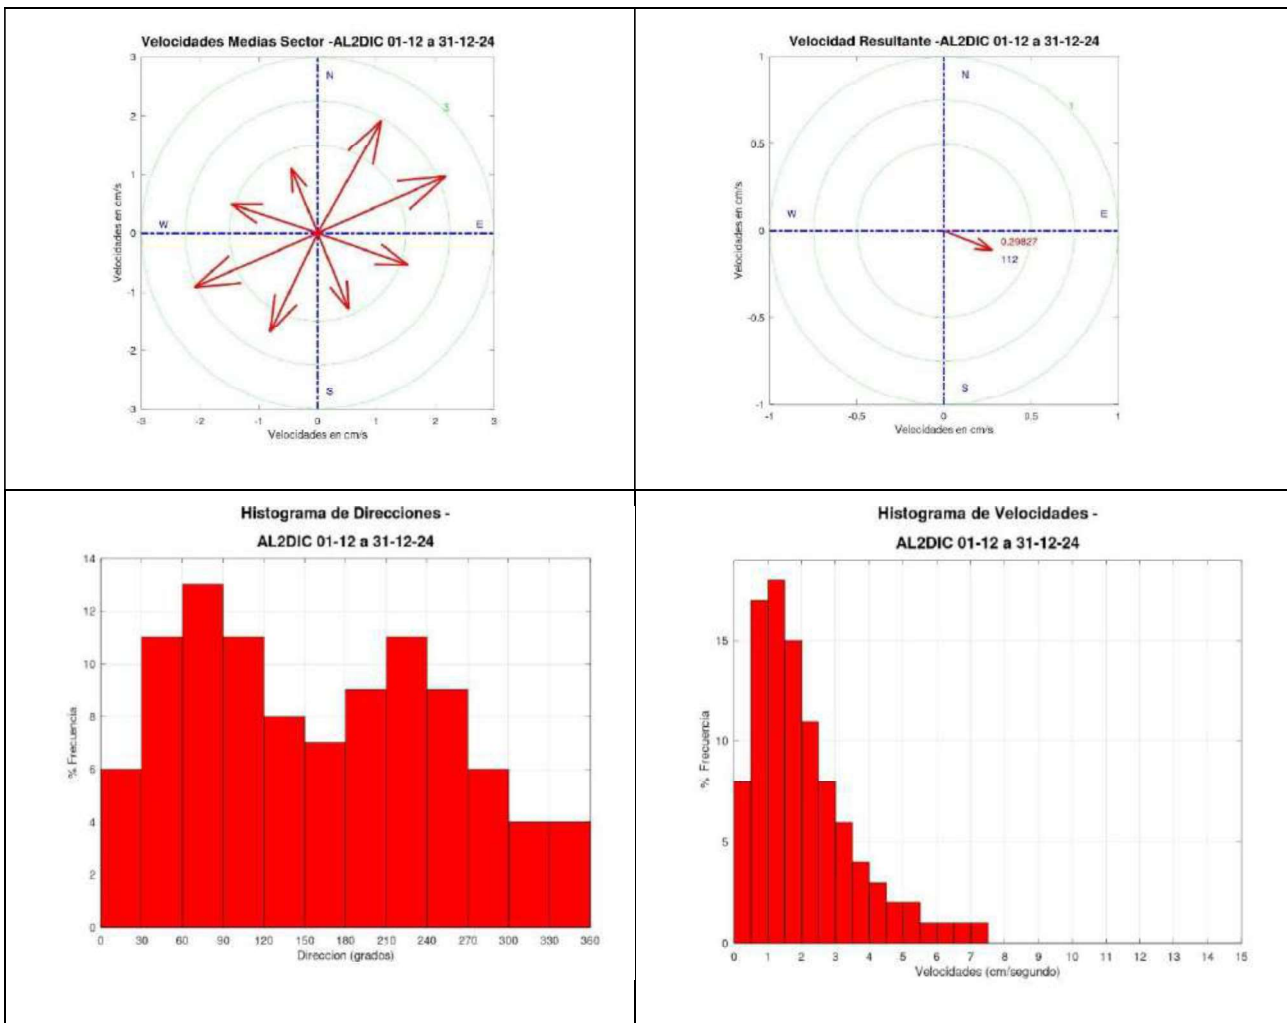 Velocidades Medias Sector -AL2DIC 01-12 a 31-12-24
3
N
3
2
1
Velocidades en cm/s
W
0
E
-1
-2
S
-3
-3 -2 -1 0 1 2 3
Velocidades en cm/s
Velocidad Resultante -AL2DIC 01-12 a 31-12-24
1
N
1
0.5
Velocidades en cm/s
W
E
0
0.29827
112
-0.5
S
-1
-1 -0.5 0 0.5 1
Velocidades en cm/s
Histograma de Direcciones -
AL2DIC 01-12 a 31-12-24
14
12
10
8
% Frecuencia
6
4
2
0
0 30 60 90 120 150 180 210 240 270 300 330 360
Direccion (grados)
Histograma de Velocidades -
AL2DIC 01-12 a 31-12-24
15
10
% Frecuencia
5
0
0 1 2 3 4 5 6 7 8 9 10 11 12 13 14 15
Velocidades (cm/segundo)